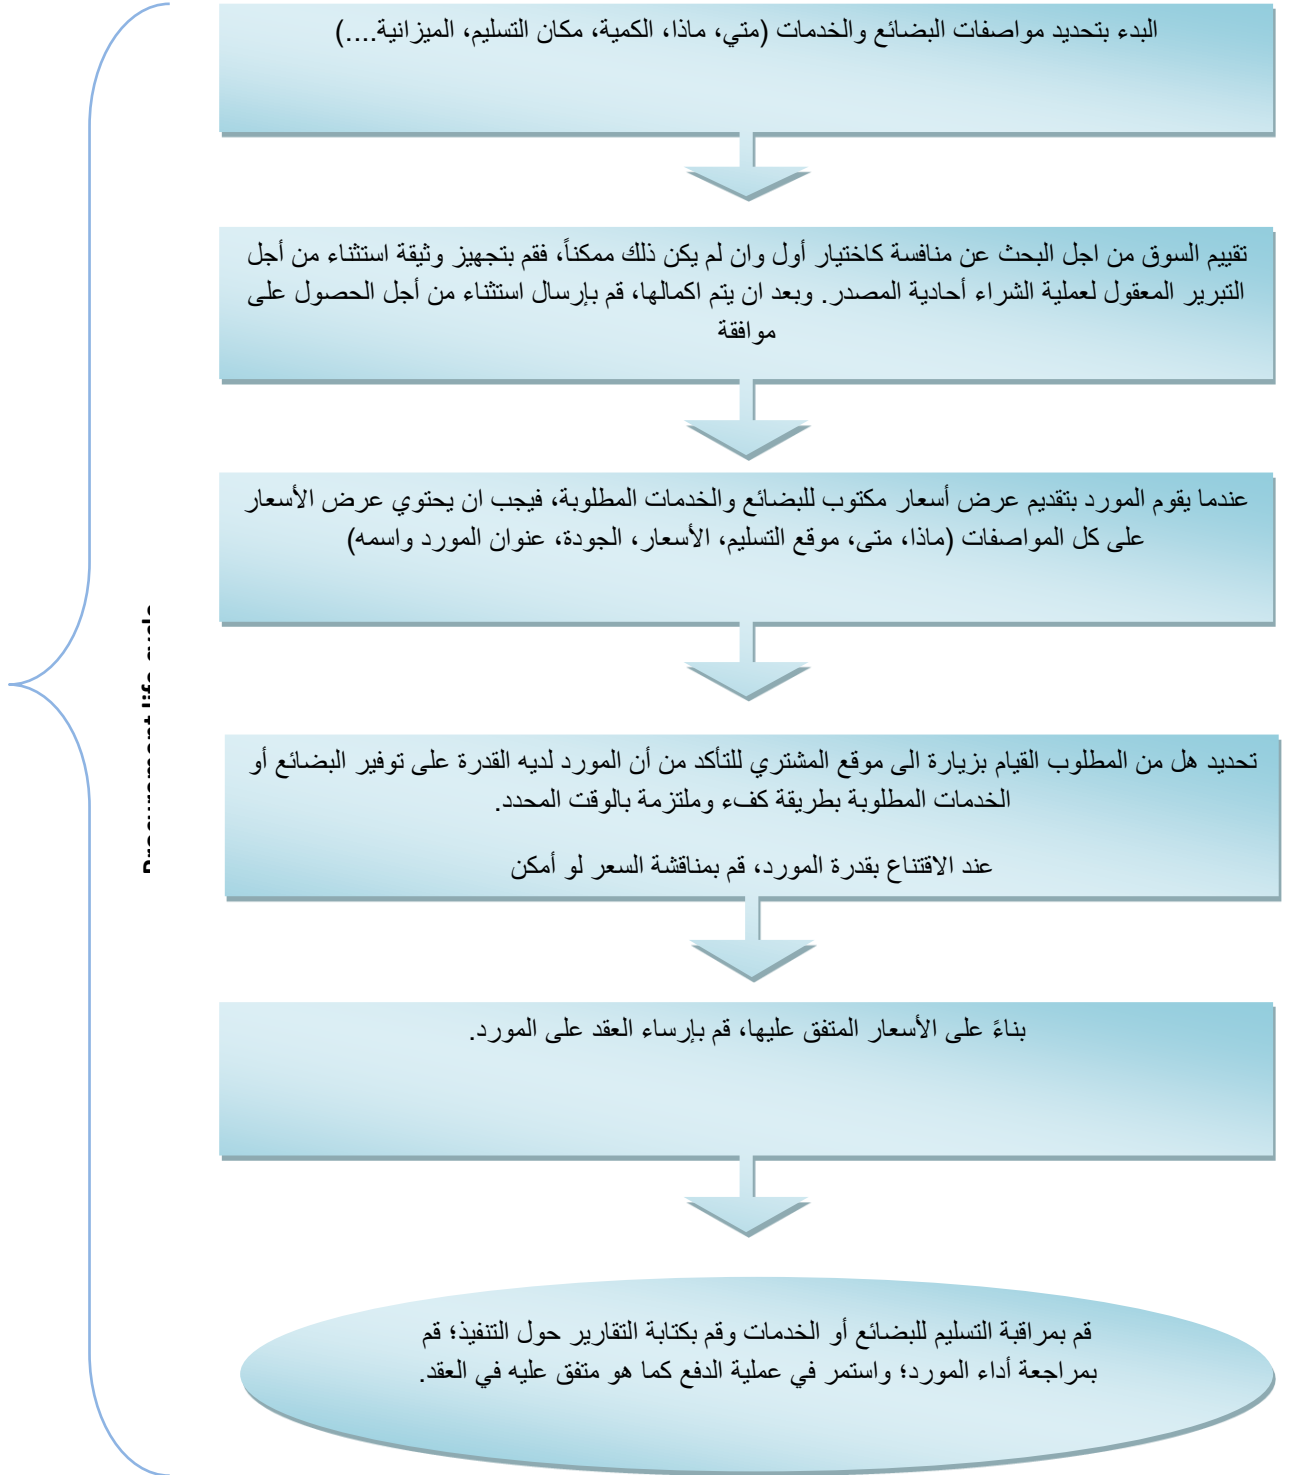 البدء بتحديد مواصفات البضائع والخدمات (متي، ماذا، الكمية، مكان التسليم، الميزانية....)
تقييم السوق من اجل البحث عن منافسة كاختيار أول وان لم يكن ذلك ممكناً، فقم بتجهيز وثيقة استثناء من أجل
التبرير المعقول لعملية الشراء أحادية المصدر. وبعد ان يتم اكمالها، قم بإرسال استثناء من أجل الحصول على
موافقة
عندما يقوم المورد بتقديم عرض أسعار مكتوب للبضائع والخدمات المطلوبة، فيجب ان يحتوي عرض الأسعار
على كل المواصفات (ماذا، متى، موقع التسليم، الأسعار، الجودة، عنوان المورد واسمه)
Procurement life cycle
تحديد هل من المطلوب القيام بزيارة الى موقع المشتري للتأكد من أن المورد لديه القدرة على توفير البضائع أو
الخدمات المطلوبة بطريقة كفء وملتزمة بالوقت المحدد.
عند الاقتناع بقدرة المورد، قم بمناقشة السعر لو أمكن
بناءً على الأسعار المتفق عليها، قم بإرساء العقد على المورد.
قم بمراقبة التسليم للبضائع أو الخدمات وقم بكتابة التقارير حول التنفيذ؛ قم
بمراجعة أداء المورد؛ واستمر في عملية الدفع كما هو متفق عليه في العقد.